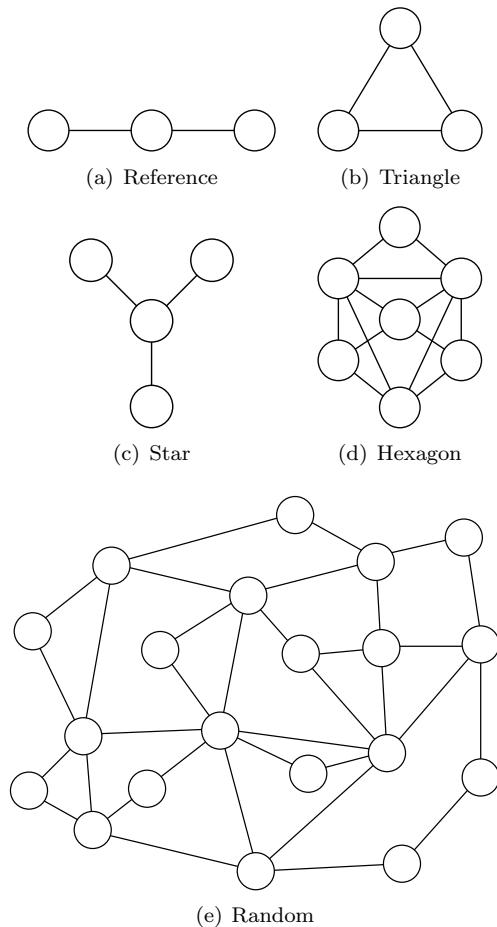 (a) Reference
(b) Triangle
(c) Star
(d) Hexagon
(e) Random